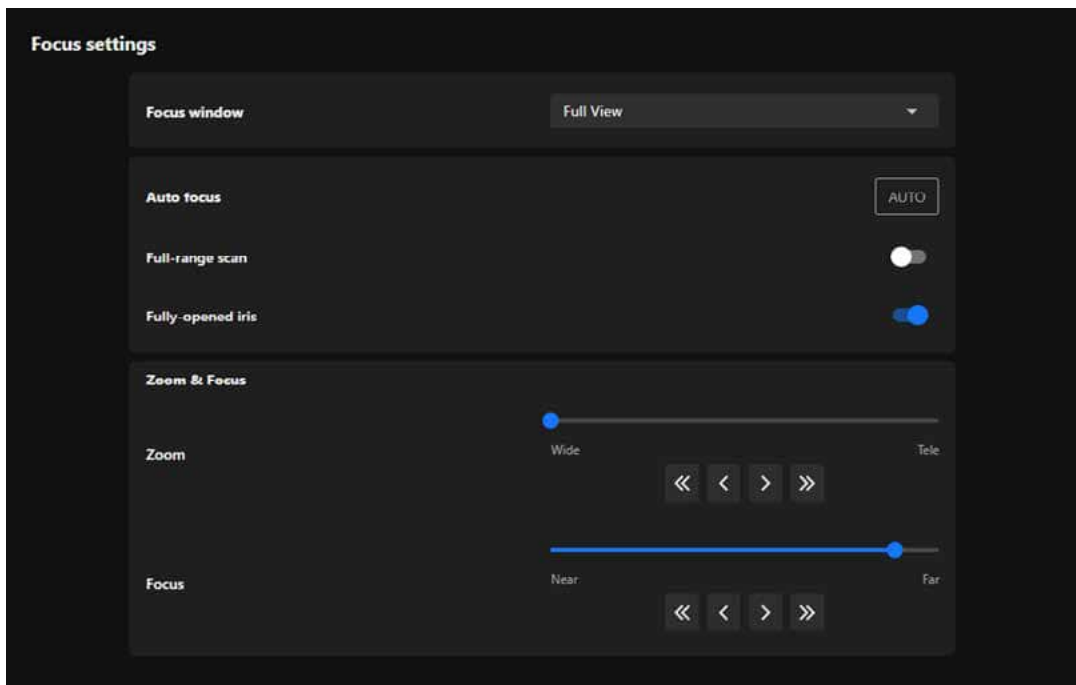 Focus settings
Focus window
Full View
Auto focus
AUTO
Full-range scan
Fully-opened iris
Zoom & Focus
Zoom
Wide
Tele
Focus
Near
Far